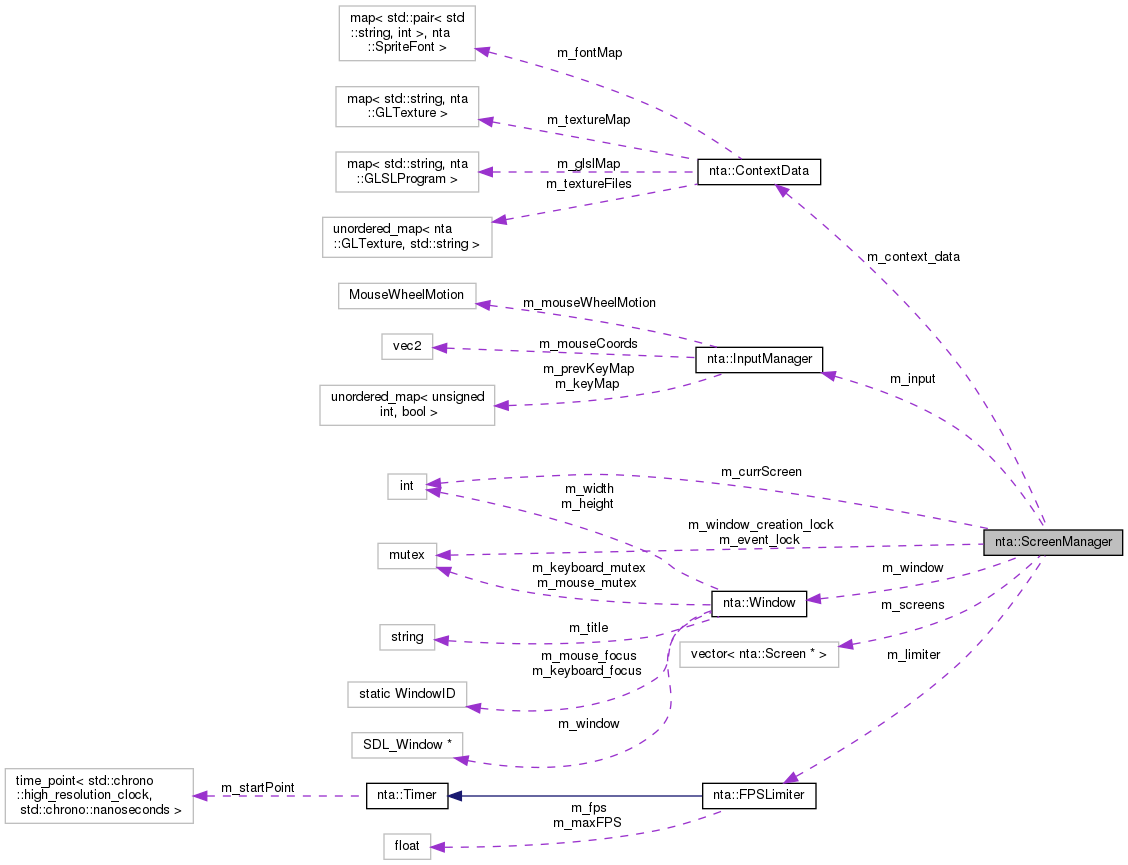 map< std::pair< std
::string, int >, nta
::SpriteFont >
m_fontMap
map< std::string, nta
::GLTexture >
m_textureMap
map< std::string, nta
::GLSLProgram >
m_glslMap
m_textureFiles
nta::ContextData
unordered_map< nta
::GLTexture, std::string >
m_context_data
MouseWheelMotion
m_mouseWheelMotion
vec2
m_mouseCoords
nta::InputManager
m_prevKeyMap
m_keyMap
unordered_map< unsigned
int, bool >
m_input
int
m_currScreen
m_width
m_height
m_window_creation_lock
m_event_lock
nta::ScreenManager
mutex
m_keyboard_mutex
m_mouse_mutex
m_window
nta::Window
m_screens
string
m_title
vector< nta::Screen * >
m_limiter
m_mouse_focus
m_keyboard_focus
static WindowID
m_window
SDL_Window *
time_point< std::chrono
::high_resolution_clock,
std::chrono::nanoseconds >
m_startPoint
nta::Timer
nta::FPSLimiter
m_fps
m_maxFPS
float